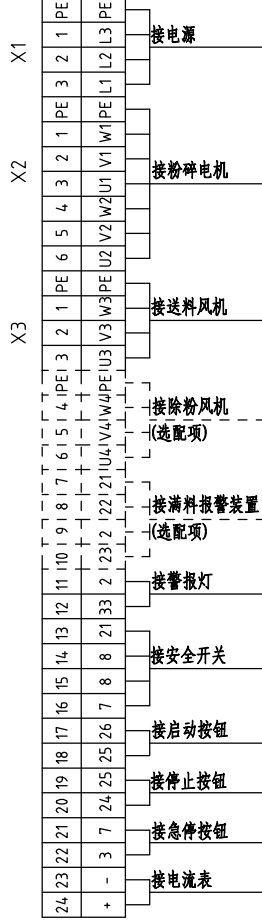 X1
PE PE
1 L3
2 L2
3 L1
接电源
X2
PE PE
1 W1
2 V1
3 U1
4 W2
5 V2
6 U2
接粉碎电机
X3
PE PE
1 W3
2 V3
3 U3
接送料风机
PE PE
4 W4
5 V4
6 U4
接除粉风机
(选配项)
7 21
8 22
9 2
10 23
接满料报警装置
(选配项)
11 2
12 33
接警报灯
13 21
14 8
15 8
16 7
接安全开关
17 26
18 25
接启动按钮
19 25
20 24
接停止按钮
21 7
22 3
接急停按钮
23 -
24 +
接电流表